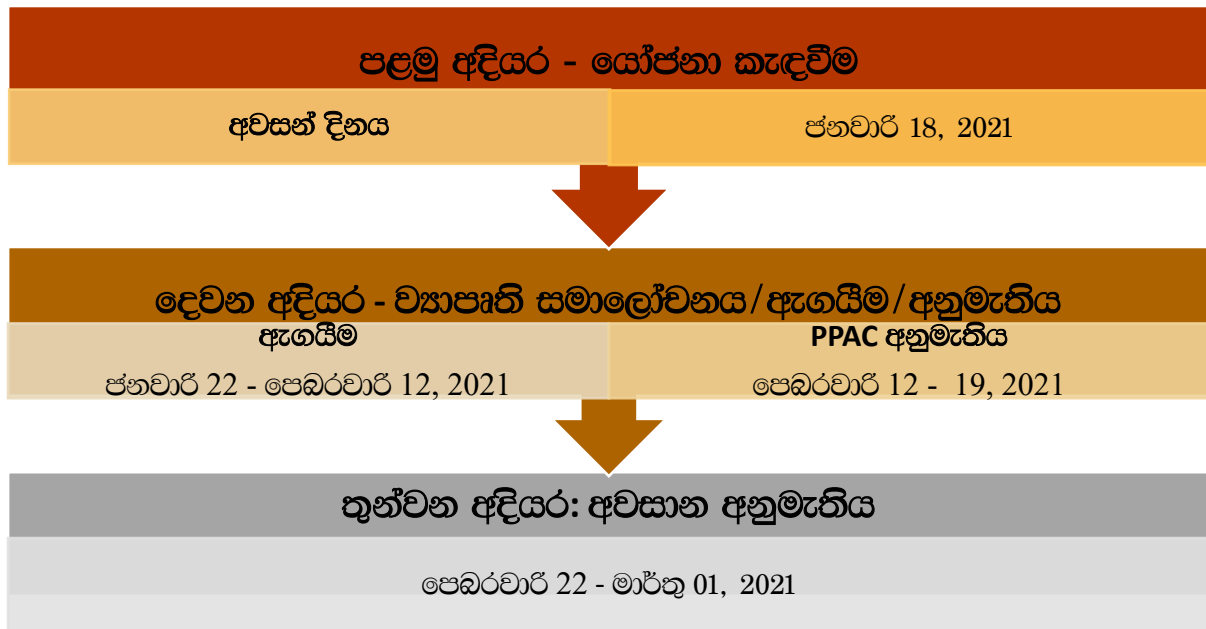 පළමු අදියර - යෝජනා කැඳවීම
අවසන් දිනය
ජනවාරි 18, 2021
දෙවන අදියර - ව්‍යාපෘති සමාලෝචනය/ඇගයීම/අනුමැතිය
ඇගයීම
ජනවාරි 22 - පෙබරවාරි 12, 2021
PPAC අනුමැතිය
පෙබරවාරි 12 - 19, 2021
තුන්වන අදියර: අවසාන අනුමැතිය
පෙබරවාරි 22 - මාර්තු 01, 2021